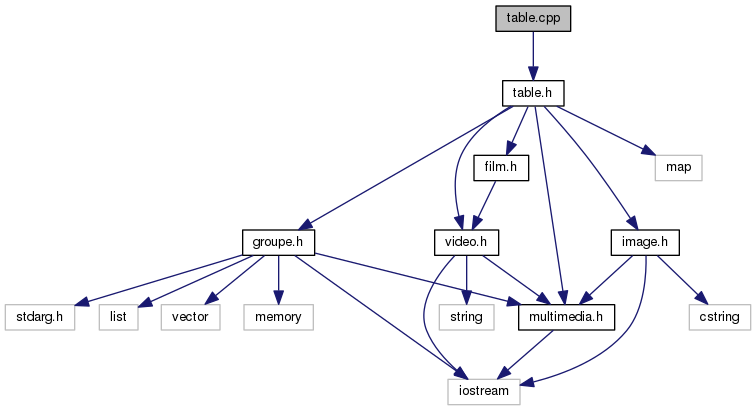 table.cpp
table.h
film.h
map
groupe.h
video.h
image.h
stdarg.h
list
vector
memory
string
multimedia.h
cstring
iostream